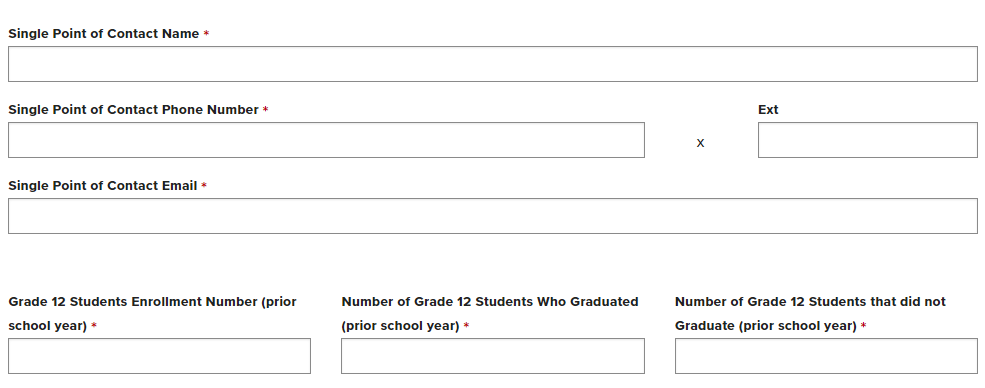 Single Point of Contact Name *
Single Point of Contact Phone Number *
Ext
x
Single Point of Contact Email *
Grade 12 Students Enrollment Number (prior
school year) *
Number of Grade 12 Students Who Graduated
(prior school year) *
Number of Grade 12 Students that did not
Graduate (prior school year) *